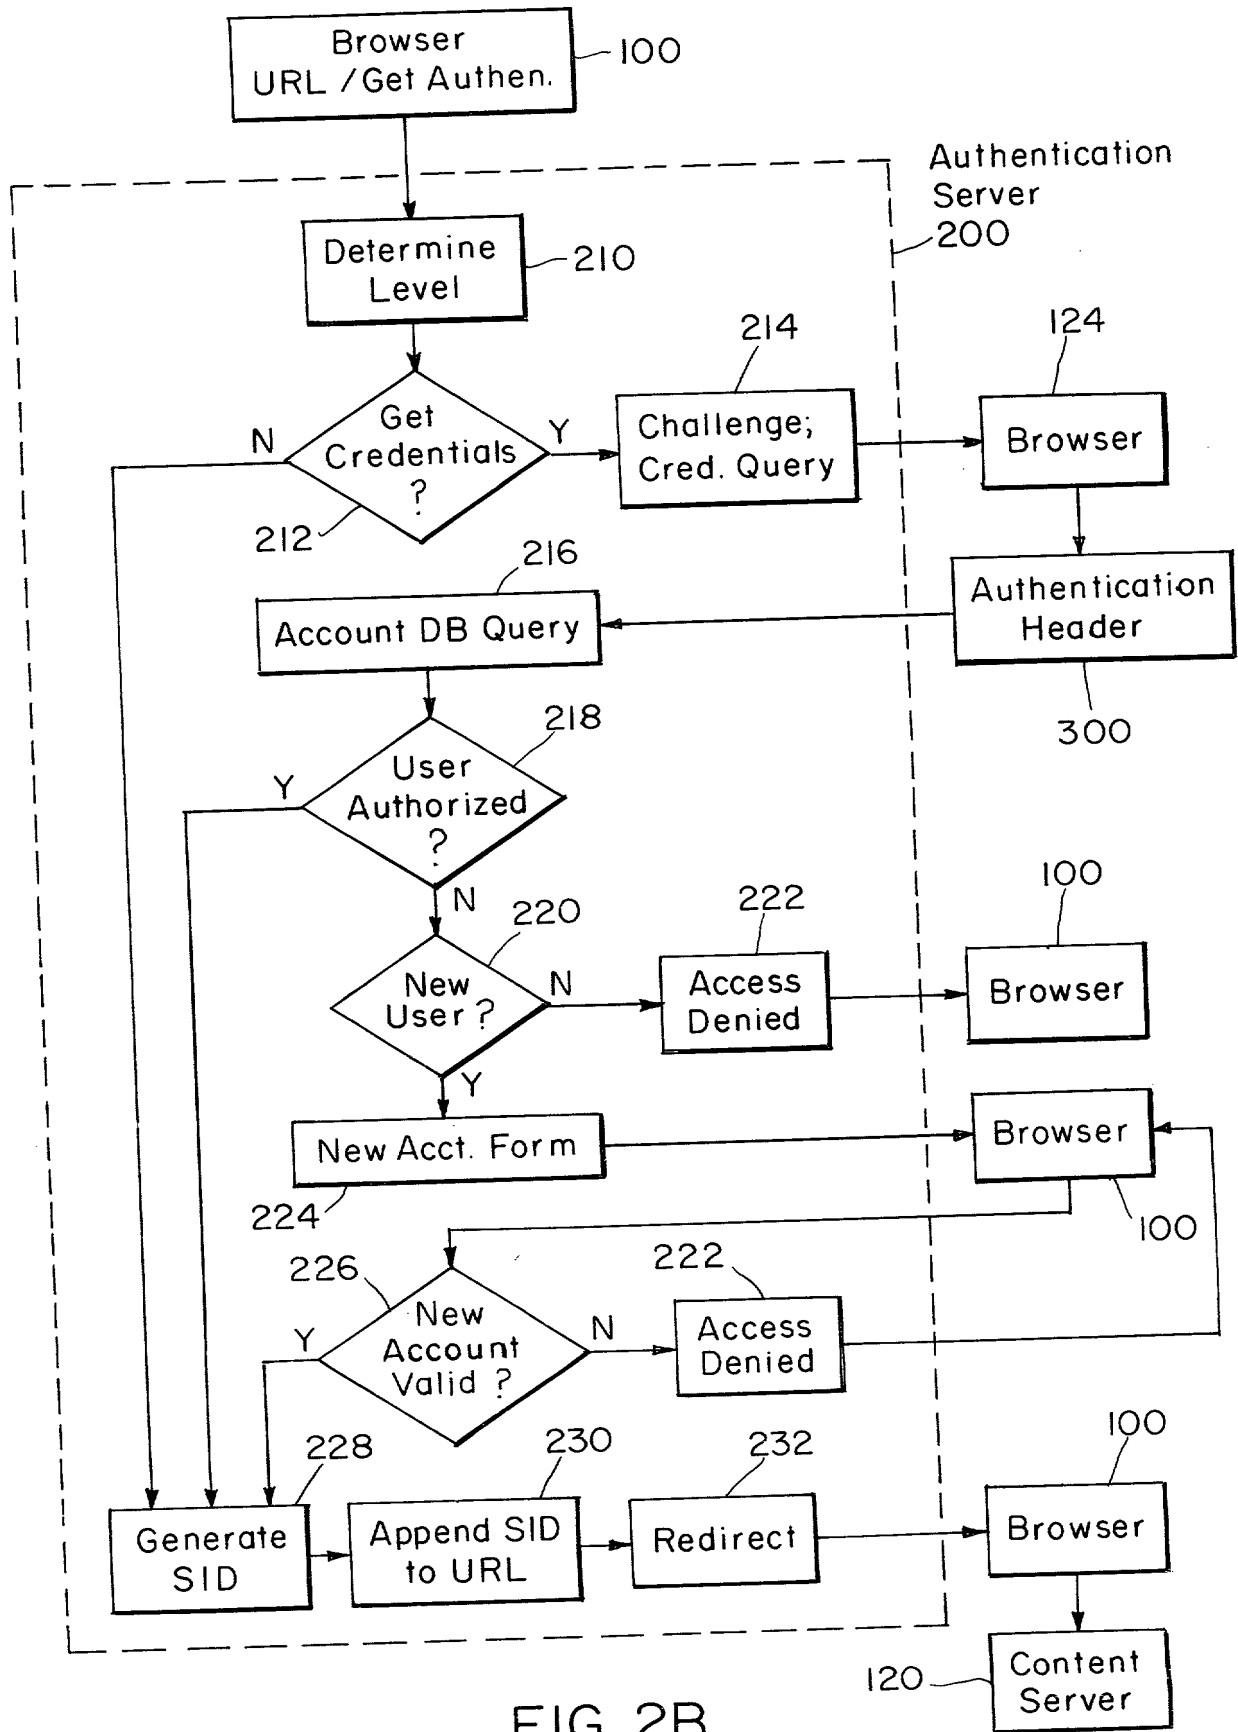 Browser
URL / Get Authen.
100
Authentication
Server
200
Determine
Level
210
214
124
Get
Credentials
?
N
Y
212
Challenge;
Cred. Query
Browser
216
Account DB Query
Authentication
Header
300
218
User
Authorized
?
Y
N
220
222
100
New
User ?
N
Y
Access
Denied
Browser
New Acct. Form
224
Browser
100
226
222
New
Account
Valid ?
Y
N
Access
Denied
228
230
232
100
Generate
SID
Append SID
to URL
Redirect
Browser
120
Content
Server
FIG. 2B